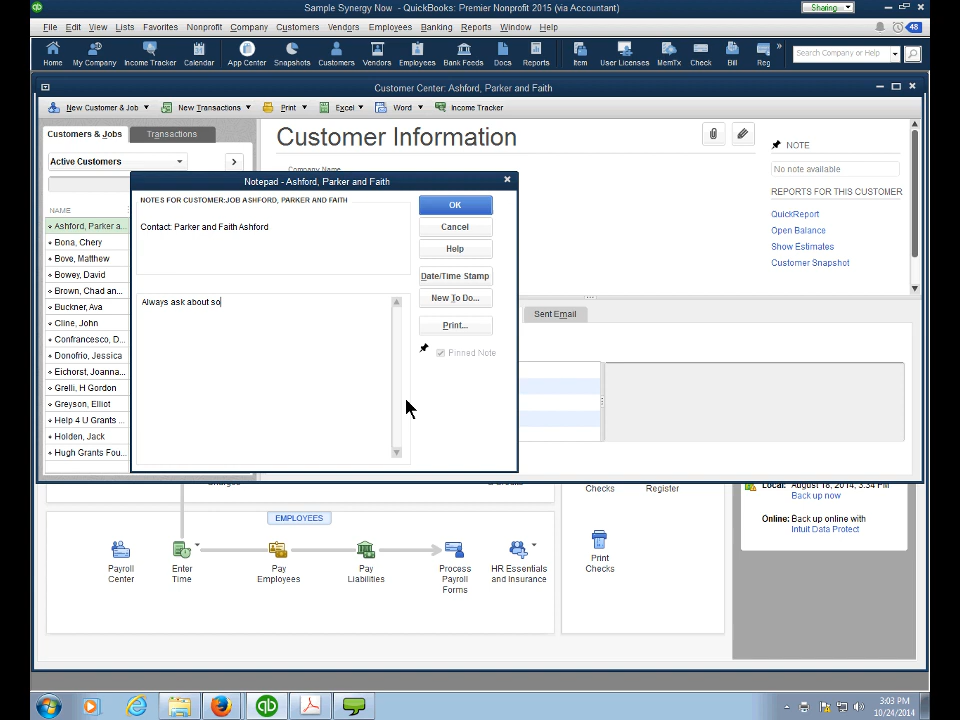 Sample Synergy Now - QuickBooks: Premier Nonprofit 2015 (via Accountant)
Sharing
File Edit View Lists Favorites Nonprofit Company Customers Vendors Employees Banking Reports Window Help
48
Home My Company Income Tracker Calendar App Center Snapshots Customers Vendors Employees Bank Feeds Docs Reports Item User Licenses MemTx Check Bill Reg
Search Company or Help
Customer Center: Ashford, Parker and Faith
New Customer & Job New Transactions Print Excel Word Income Tracker
Customers & Jobs Transactions
Active Customers
NAME
Ashford, Parker a...
Bona, Chery
Bove, Matthew
Bowey, David
Brown, Chad an...
Buckner, Ava
Cline, John
Confrancesco, D...
Donofrio, Jessica
Eichorst, Joanna...
Grelli, H Gordon
Greyson, Elliot
Help 4 U Grants ...
Holden, Jack
Hugh Grants Fou...
Customer Information
Company Name
NOTE
No note available
REPORTS FOR THIS CUSTOMER
QuickReport
Open Balance
Show Estimates
Customer Snapshot
Sent Email
Notepad - Ashford, Parker and Faith
NOTES FOR CUSTOMER:JOB ASHFORD, PARKER AND FAITH
Contact: Parker and Faith Ashford
Always ask about so
OK
Cancel
Help
Date/Time Stamp
New To Do...
Print...
Pinned Note
Charges
Checks Register
Local: August 18, 2014, 3:34 PM
Back up now
Online: Back up online with
Intuit Data Protect
EMPLOYEES
Payroll
Center
Enter
Time
Pay
Employees
Pay
Liabilities
Process
Payroll
Forms
HR Essentials
and Insurance
Print
Checks
3:03 PM
10/24/2014